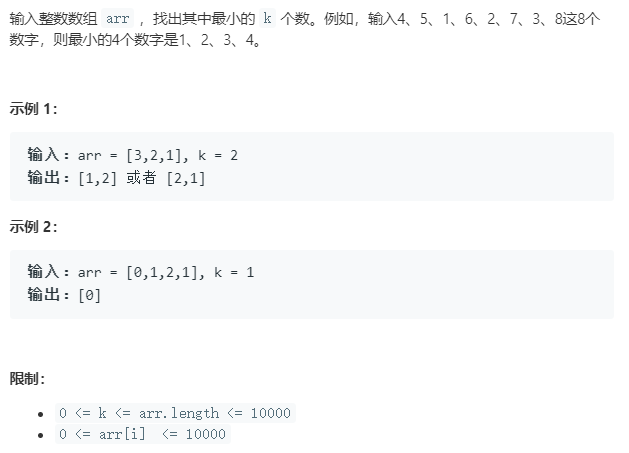 输入整数数组 arr ，找出其中最小的 k 个数。例如，输入4、5、1、6、2、7、3、8这8个
数字，则最小的4个数字是1、2、3、4。
示例 1：
输入：arr = [3,2,1], k = 2
输出：[1,2] 或者 [2,1]
示例 2：
输入：arr = [0,1,2,1], k = 1
输出：[0]
限制：
0 <= k <= arr.length <= 10000
0 <= arr[i] <= 10000